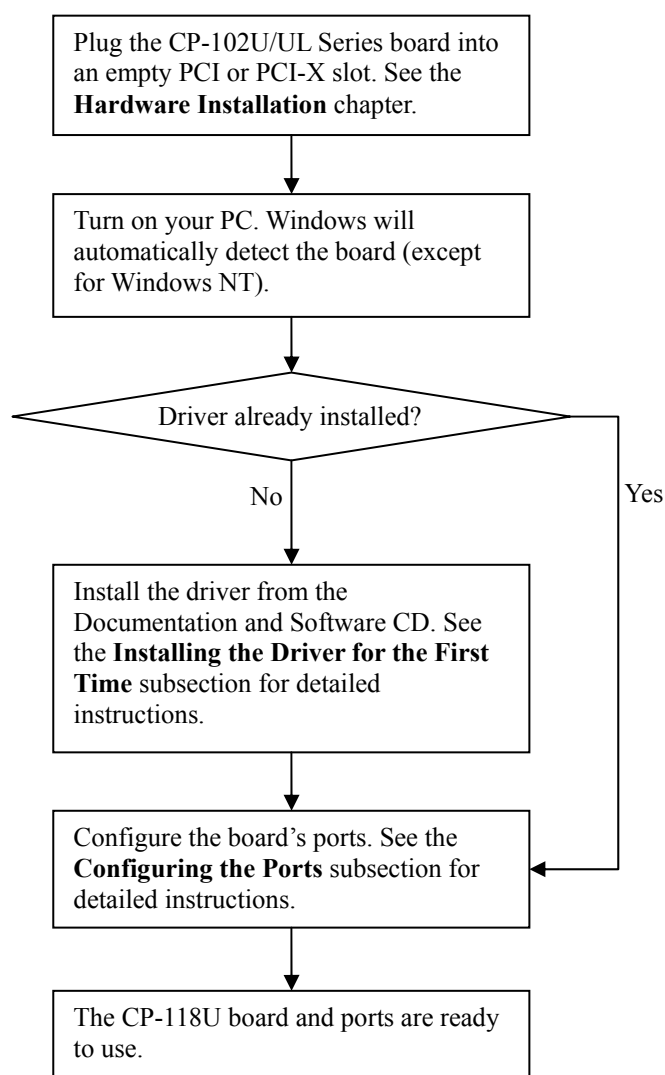 Plug the CP-102U/UL Series board into
an empty PCI or PCI-X slot. See the
Hardware Installation chapter.
Turn on your PC. Windows will
automatically detect the board (except
for Windows NT).
Driver already installed?
No
Yes
Install the driver from the
Documentation and Software CD. See
the Installing the Driver for the First
Time subsection for detailed
instructions.
Configure the board’s ports. See the
Configuring the Ports subsection for
detailed instructions.
The CP-118U board and ports are ready
to use.